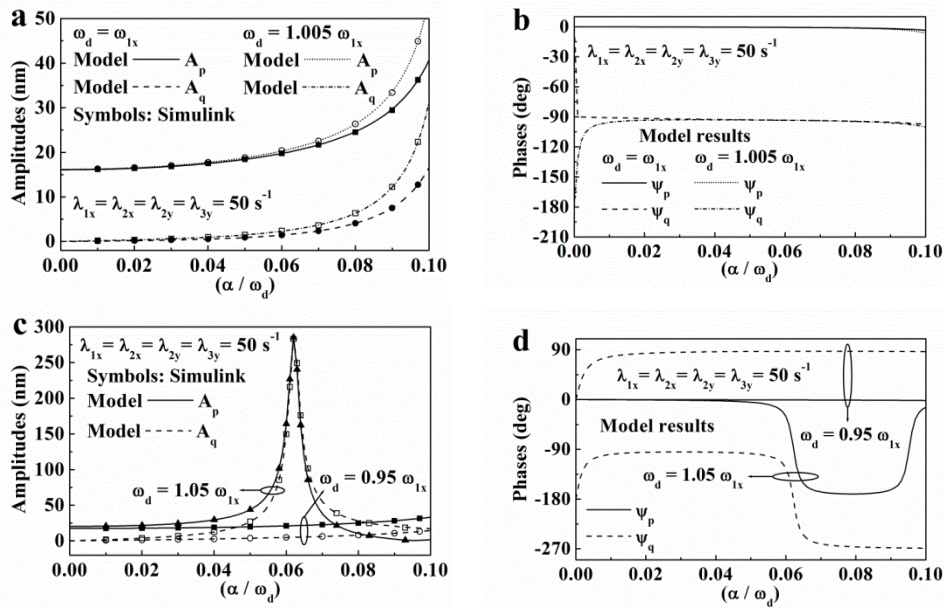 a
50
40
30
20
10
0
Amplitudes (nm)
ω_d = ω_1x ω_d = 1.005 ω_1x
Model A_p Model A_p
Model A_q Model A_q
Symbols: Simulink
λ_1x = λ_2x = λ_2y = λ_3y = 50 s⁻¹
0.00 0.02 0.04 0.06 0.08 0.10
(α / ω_d)
b
0
-30
-60
-90
-120
-150
-180
-210
Phases (deg)
λ_1x = λ_2x = λ_2y = λ_3y = 50 s⁻¹
Model results
ω_d = ω_1x ω_d = 1.005 ω_1x
ψ_p ψ_p
ψ_q ψ_q
0.00 0.02 0.04 0.06 0.08 0.10
(α / ω_d)
c
300
250
200
150
100
50
25
0
Amplitudes (nm)
λ_1x = λ_2x = λ_2y = λ_3y = 50 s⁻¹
Symbols: Simulink
Model A_p
Model A_q
ω_d = 1.05 ω_1x
ω_d = 0.95 ω_1x
0.00 0.02 0.04 0.06 0.08 0.10
(α / ω_d)
d
90
0
-90
-180
-270
Phases (deg)
λ_1x = λ_2x = λ_2y = λ_3y = 50 s⁻¹
Model results
ω_d = 0.95 ω_1x
ω_d = 1.05 ω_1x
ψ_p
ψ_q
0.00 0.02 0.04 0.06 0.08 0.10
(α / ω_d)